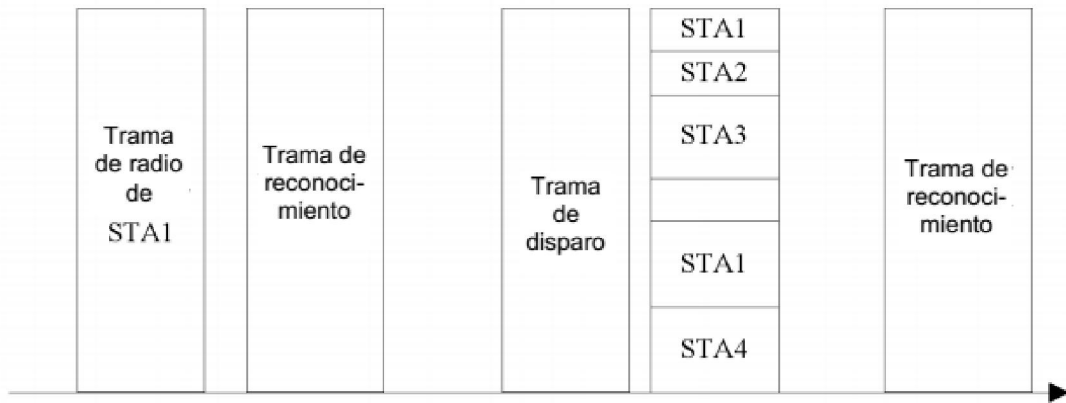 Trama
de radio
de
STA1
Trama de
reconoci-
miento
Trama
de
disparo
STA1
STA2
STA3
STA1
STA4
Trama de
reconoci-
miento